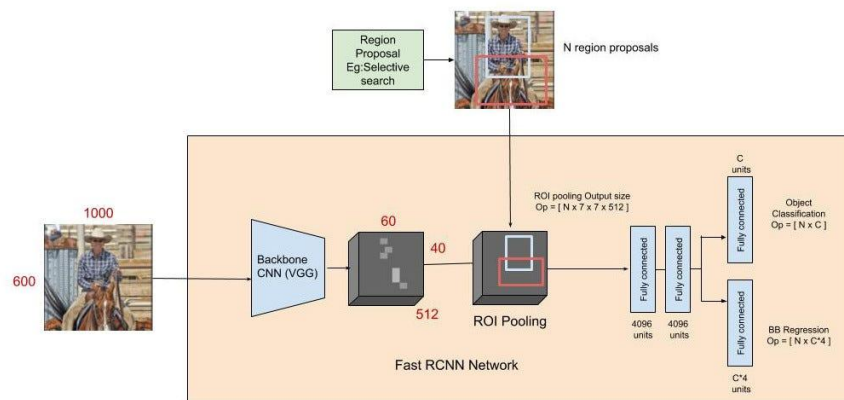 Region
Proposal
Eg:Selective
search
N region proposals
1000
600
Backbone
CNN (VGG)
60
40
512
ROI pooling Output size
Op = [ N x 7 x 7 x 512 ]
ROI Pooling
Fully connected
4096
units
Fully connected
4096
units
C
units
Fully connected
Object
Classification
Op = [ N x C ]
Fully connected
C*4
units
BB Regression
Op = [ N x C*4 ]
Fast RCNN Network